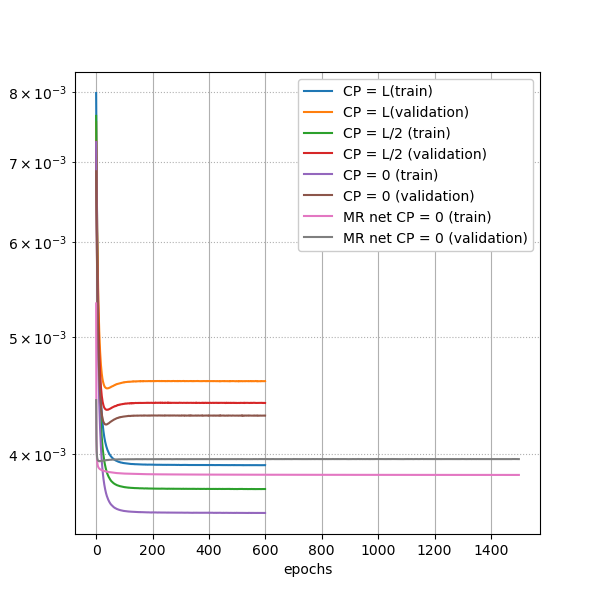 8 × 10⁻³
7 × 10⁻³
6 × 10⁻³
5 × 10⁻³
4 × 10⁻³
CP = L(train)
CP = L(validation)
CP = L/2 (train)
CP = L/2 (validation)
CP = 0 (train)
CP = 0 (validation)
MR net CP = 0 (train)
MR net CP = 0 (validation)
0 200 400 600 800 1000 1200 1400
epochs